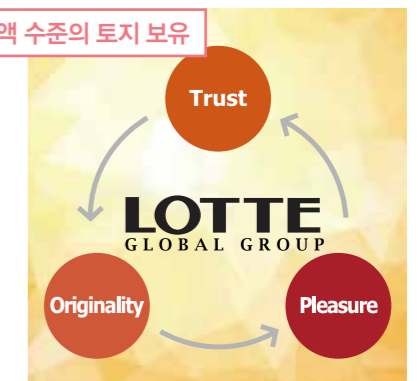 액 수준의 토지 보유
Trust
LOTTE
GLOBAL GROUP
Originality
Pleasure